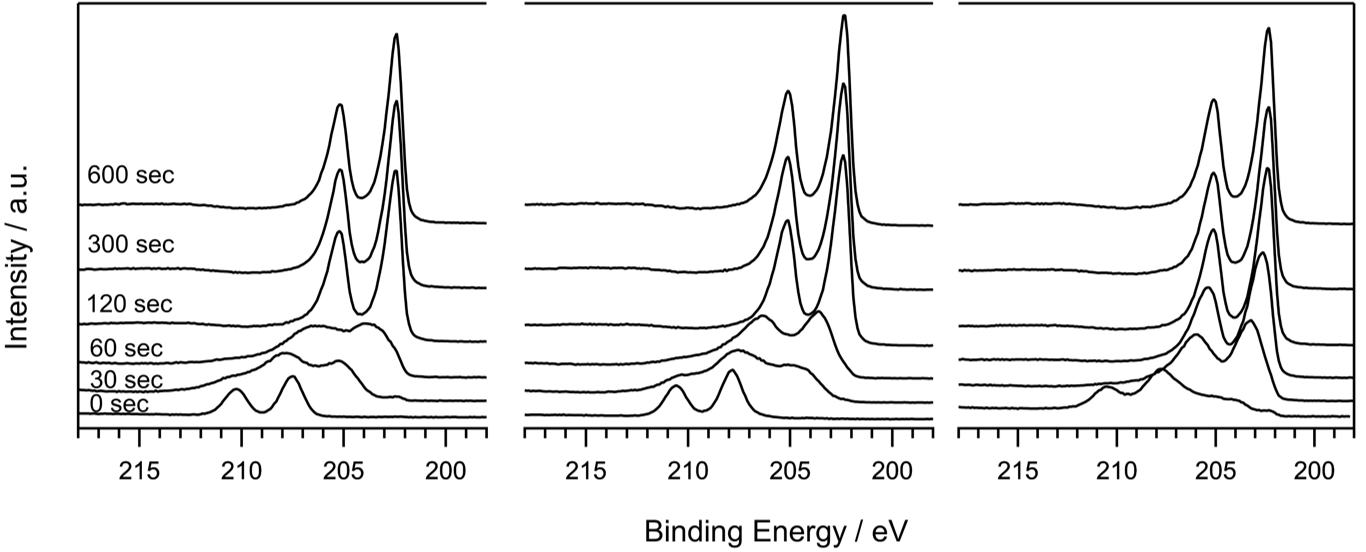 Intensity / a.u.
600 sec
300 sec
120 sec
60 sec
30 sec
0 sec
215 210 205 200 215 210 205 200 215 210 205 200
Binding Energy / eV